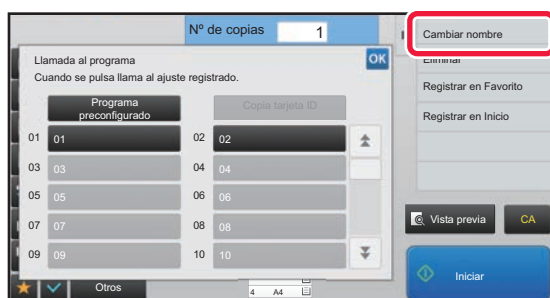 Nº de copias 1
Cambiar nombre
Llamada al programa
OK
Eliminar
Cuando se pulsa llama al ajuste registrado.
Registrar en Favorito
Programa
preconfigurado
Copia tarjeta ID
Registrar en Inicio
01 01
02 02
03 03
04 04
05 05
06 06
07 07
08 08
Vista previa
CA
09 09
10 10
Iniciar
Otros
4 A4